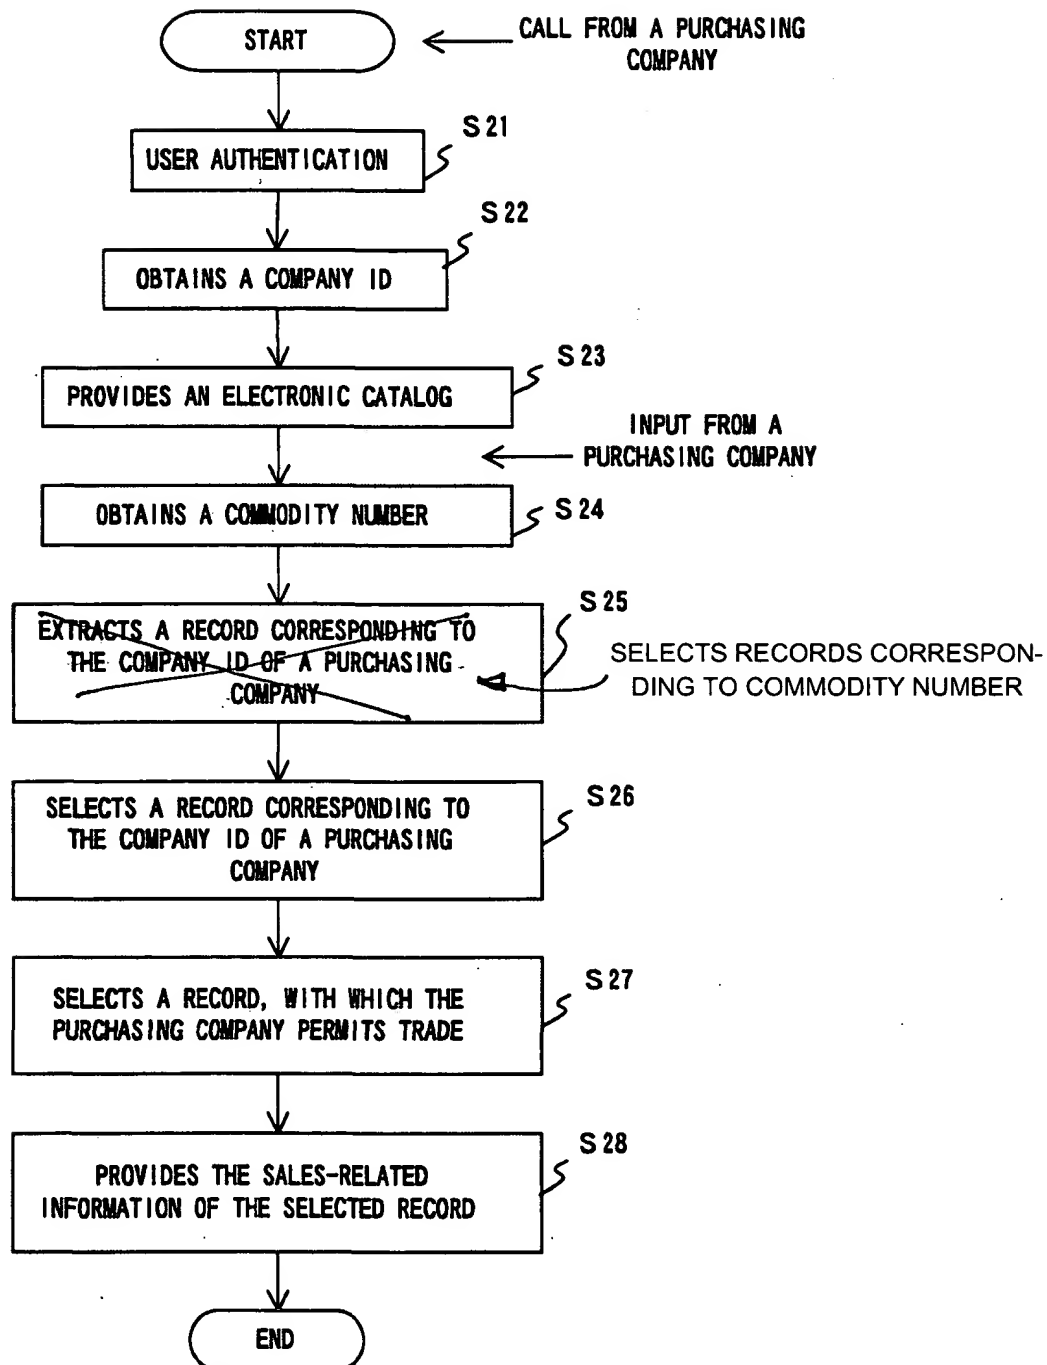 START
CALL FROM A PURCHASING
COMPANY
S21
USER AUTHENTICATION
S22
OBTAINS A COMPANY ID
S23
PROVIDES AN ELECTRONIC CATALOG
INPUT FROM A
PURCHASING COMPANY
OBTAINS A COMMODITY NUMBER
S24
S25
EXTRACTS A RECORD CORRESPONDING TO
THE COMPANY ID OF A PURCHASING
COMPANY
SELECTS RECORDS CORRESPON-
DING TO COMMODITY NUMBER
S26
SELECTS A RECORD CORRESPONDING TO
THE COMPANY ID OF A PURCHASING
COMPANY
S27
SELECTS A RECORD, WITH WHICH THE
PURCHASING COMPANY PERMITS TRADE
S28
PROVIDES THE SALES-RELATED
INFORMATION OF THE SELECTED RECORD
END